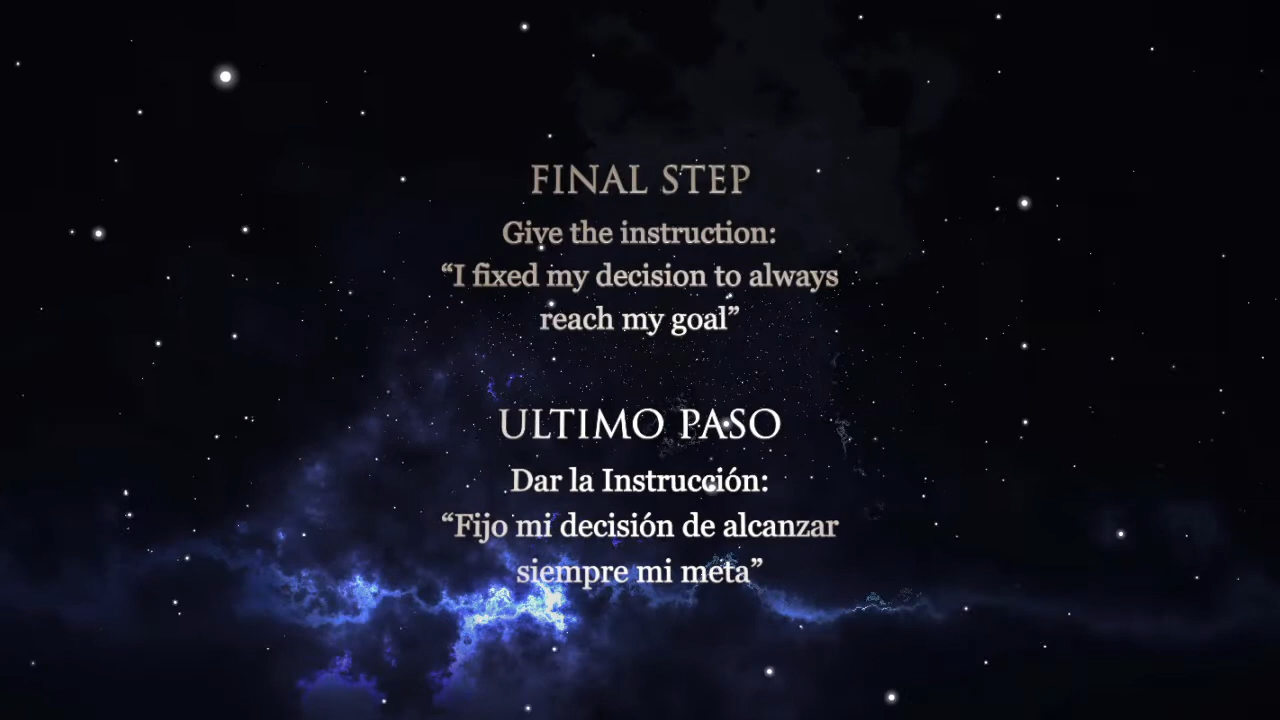 FINAL STEP
Give the instruction:
“I fixed my decision to always
reach my goal”
ULTIMO PASO
Dar la Instrucción:
“Fijo mi decisión de alcanzar
siempre mi meta”